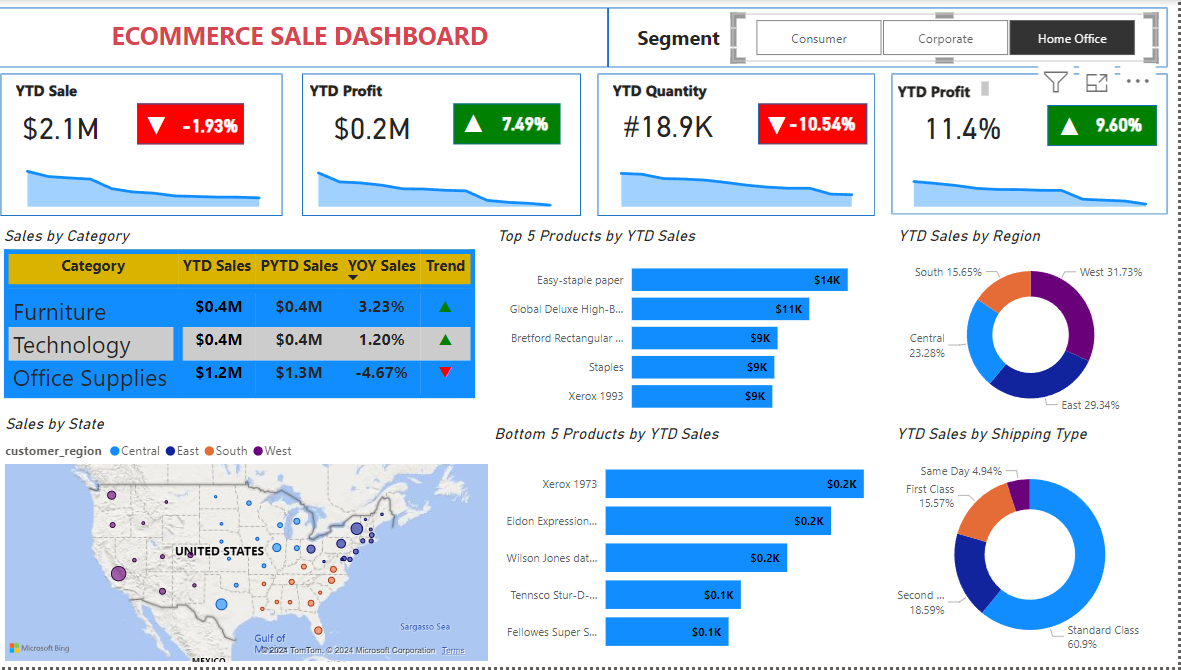 ECOMMERCE SALE DASHBOARD
Segment
Consumer
Corporate
Home Office
YTD Sale
$2.1M
▼ -1.93%
YTD Profit
$0.2M
▲ 7.49%
YTD Quantity
#18.9K
▼ -10.54%
YTD Profit
11.4%
▲ 9.60%
Sales by Category
Category YTD Sales PYTD Sales YOY Sales Trend
Furniture $0.4M $0.4M 3.23% ▲
Technology $0.4M $0.4M 1.20% ▲
Office Supplies $1.2M $1.3M -4.67% ▼
Top 5 Products by YTD Sales
Easy-staple paper $14K
Global Deluxe High-B... $11K
Bretford Rectangular ... $9K
Staples $9K
Xerox 1993 $9K
YTD Sales by Region
South 15.65%
West 31.73%
Central
23.28%
East 29.34%
Sales by State
customer_region Central East South West
UNITED STATES
Gulf of
Sargasso Sea
MEXICO
Microsoft Bing
© 2024 TomTom, © 2024 Microsoft Corporation Terms
Bottom 5 Products by YTD Sales
Xerox 1973 $0.2K
Eldon Expression... $0.2K
Wilson Jones dat... $0.2K
Tennsco Stur-D-... $0.1K
Fellowes Super S... $0.1K
YTD Sales by Shipping Type
Same Day 4.94%
First Class
15.57%
Second ...
18.59%
Standard Class
60.9%